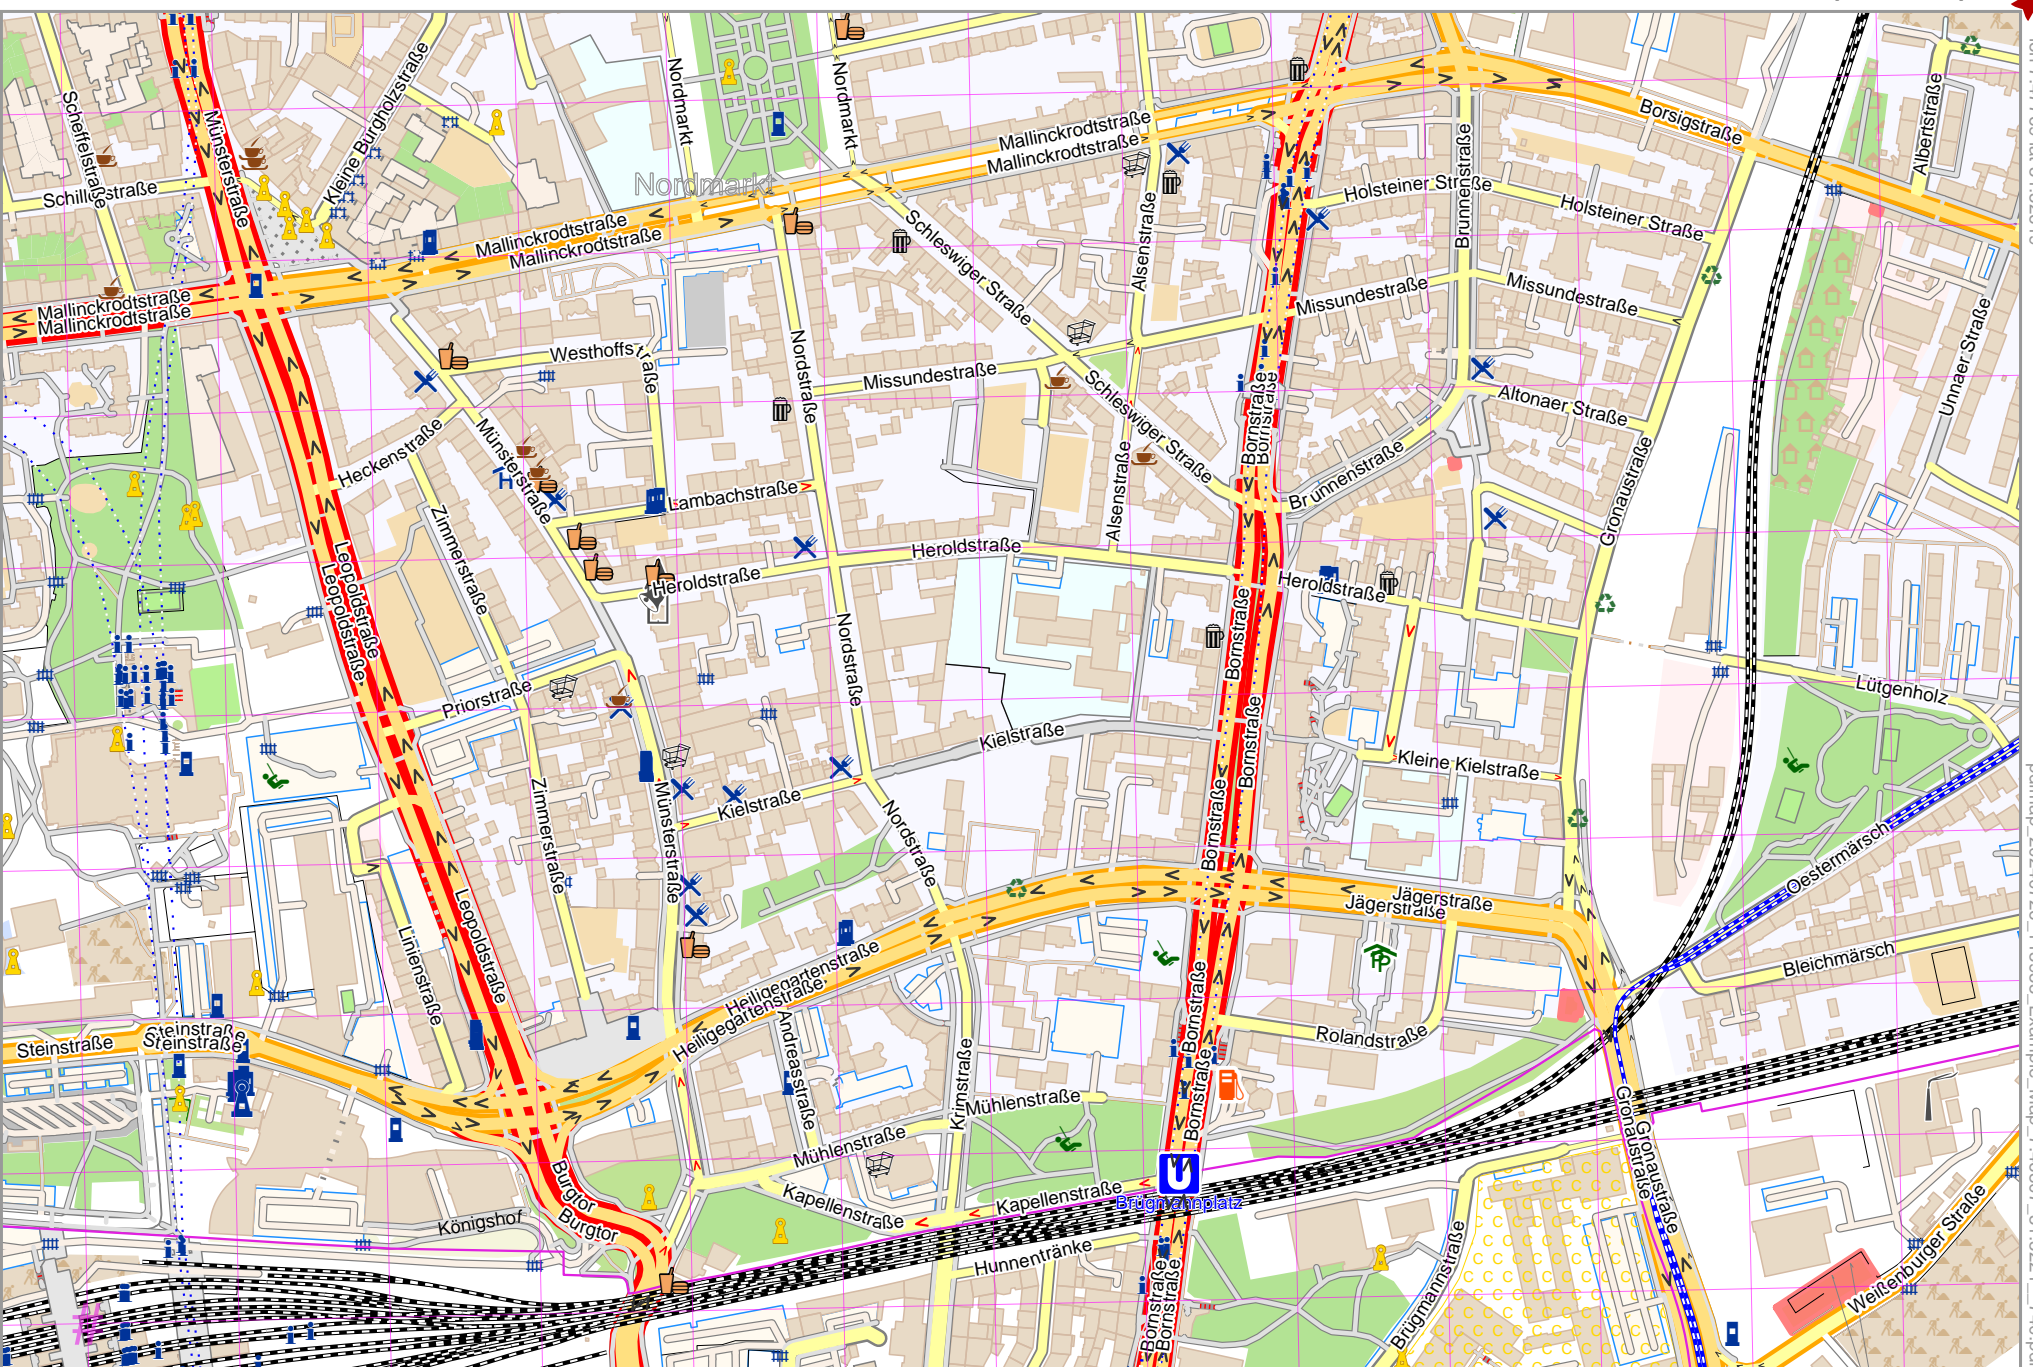 Nordmarkt
Nordmarkt
Scheffelstraße
Münsterstraße
Kleine Burgholzstraße
Schillerstraße
Mallinckrodtstraße
Mallinckrodtstraße
Borsigstraße
Albertstraße
Nordmarkt
Holsteiner Straße
Holsteiner Straße
Brunnenstraße
Mallinckrodtstraße
Mallinckrodtstraße
Schleswiger Straße
Alsenstraße
Mallinckrodtstraße
Mallinckrodtstraße
Missundestraße
Missundestraße
Westhoffstraße
Nordstraße
Missundestraße
Unnaer Straße
Schleswiger Straße
Bornstraße
Bornstraße
Altonaer Straße
Heckenstraße
Münsterstraße
Lambachstraße
Alsenstraße
Brunnenstraße
Gronaustraße
Zimmerstraße
Leopoldstraße
Leopoldstraße
Heroldstraße
Heroldstraße
Heroldstraße
Nordstraße
Bornstraße
Priorstraße
Lütgenholz
Kielstraße
Bornstraße
Kleine Kielstraße
Zimmerstraße
Münsterstraße
Kielstraße
Nordstraße
Bornstraße
Oestermärsch
Jägerstraße
Jägerstraße
Leopoldstraße
Linienstraße
Heiligegartenstraße
Heiligegartenstraße
Bleichmärsch
Bornstraße
Steinstraße
Steinstraße
Steinstraße
Andreasstraße
Krimstraße
Rolandstraße
Bornstraße
Mühlenstraße
Mühlenstraße
Gronaustraße
Gronaustraße
Burgtor
Burgtor
Königshof
Kapellenstraße
Kapellenstraße
U
Brügmannplatz
Hunnentränke
Brügmannstraße
Weißenburger Straße
Bornstraße
Bornstraße